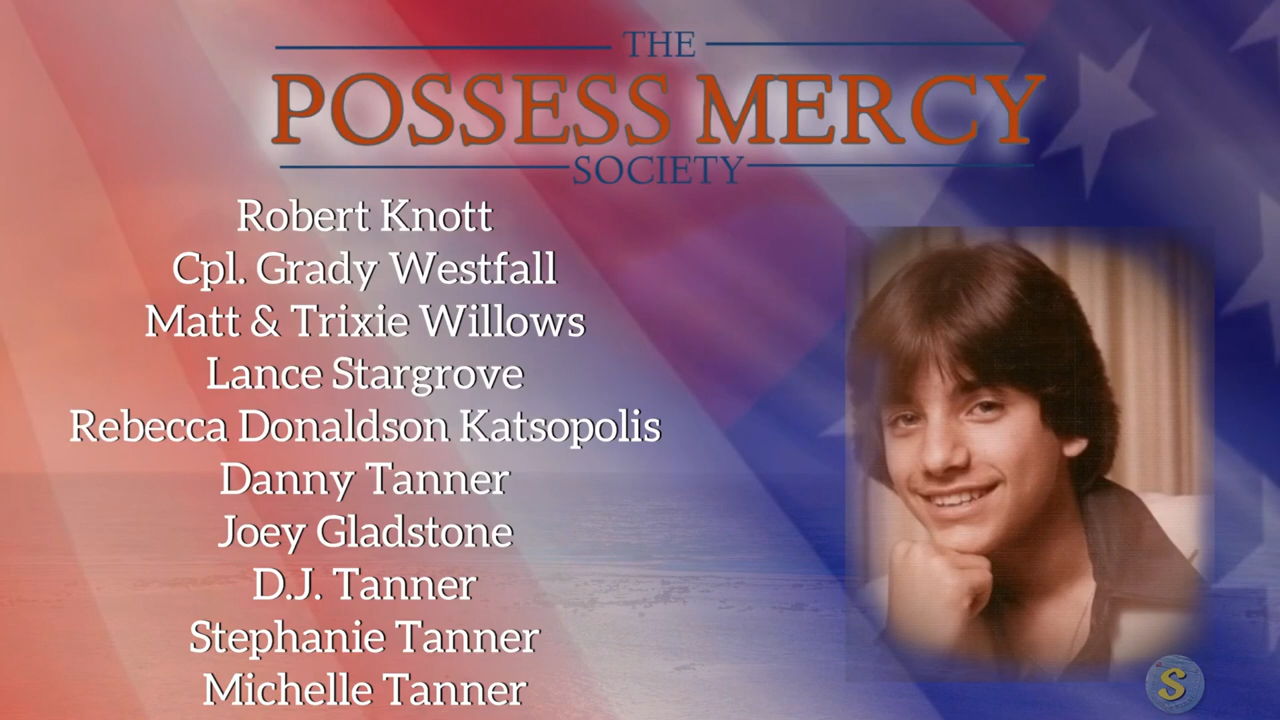 THE
POSSESS MERCY
SOCIETY
Robert Knott
Cpl. Grady Westfall
Matt & Trixie Willows
Lance Stargrove
Rebecca Donaldson Katsopolis
Danny Tanner
Joey Gladstone
D.J. Tanner
Stephanie Tanner
Michelle Tanner
S